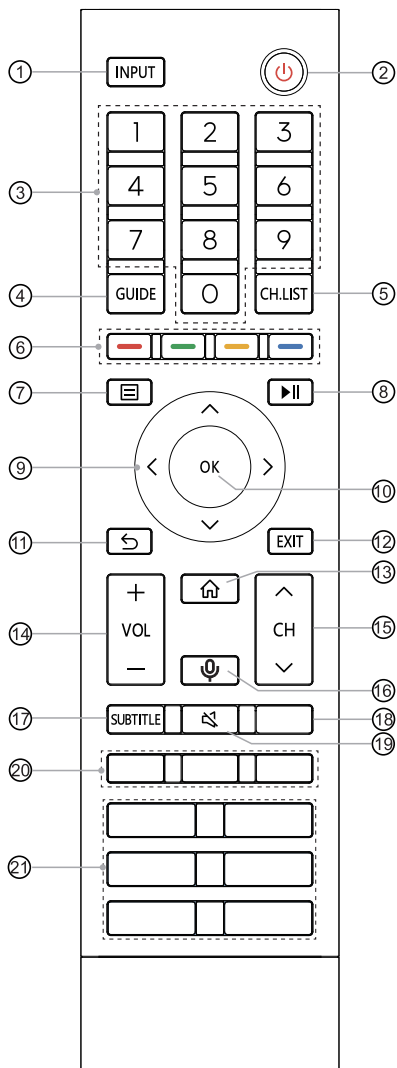 ① INPUT ②
1 2 3
③ 4 5 6
7 8 9
④ GUIDE 0 CH.LIST ⑤
⑥
⑦ ⑧
⑨ OK ⑩
⑪ EXIT ⑫
⑬
+
⑭ VOL CH ⑮
−
⑯
⑰ SUBTITLE ⑱
⑲
⑳
㉑